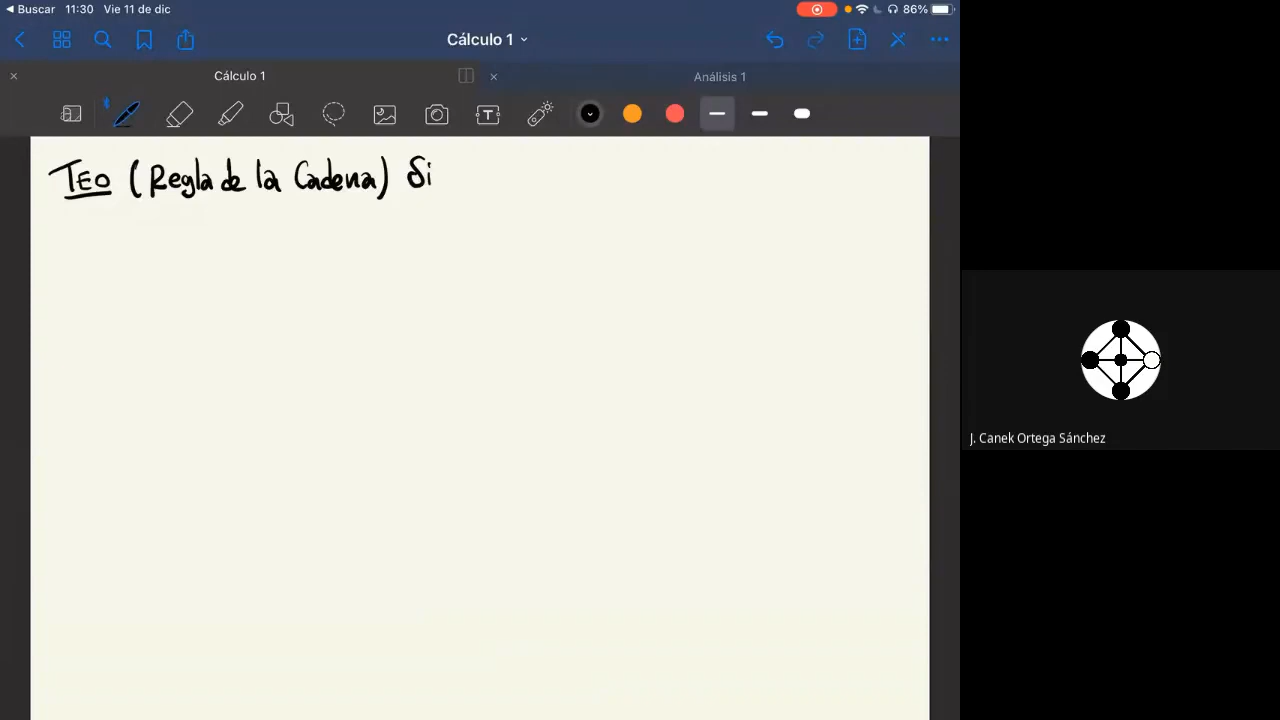 Buscar 11:30 Vie 11 de dic 86%
Cálculo 1
Cálculo 1 Análisis 1
T
TEO (Regla de la Cadena) Si
J. Canek Ortega Sánchez